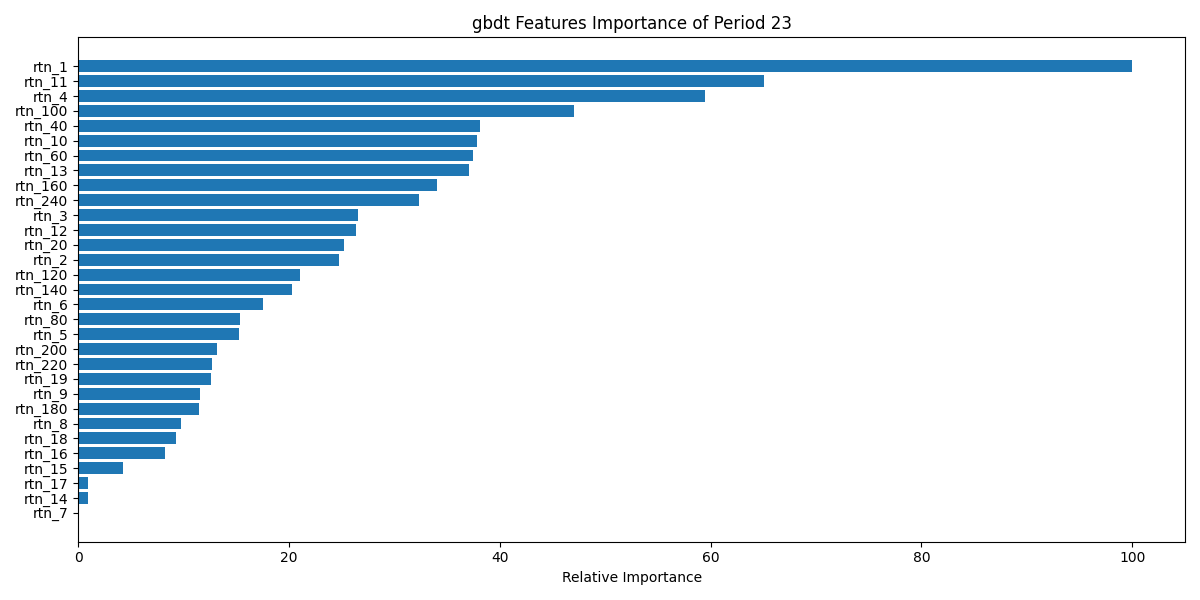 gbdt Features Importance of Period 23
rtn_1
rtn_11
rtn_4
rtn_100
rtn_40
rtn_10
rtn_60
rtn_13
rtn_160
rtn_240
rtn_3
rtn_12
rtn_20
rtn_2
rtn_120
rtn_140
rtn_6
rtn_80
rtn_5
rtn_200
rtn_220
rtn_19
rtn_9
rtn_180
rtn_8
rtn_18
rtn_16
rtn_15
rtn_17
rtn_14
rtn_7
0 20 40 60 80 100
Relative Importance